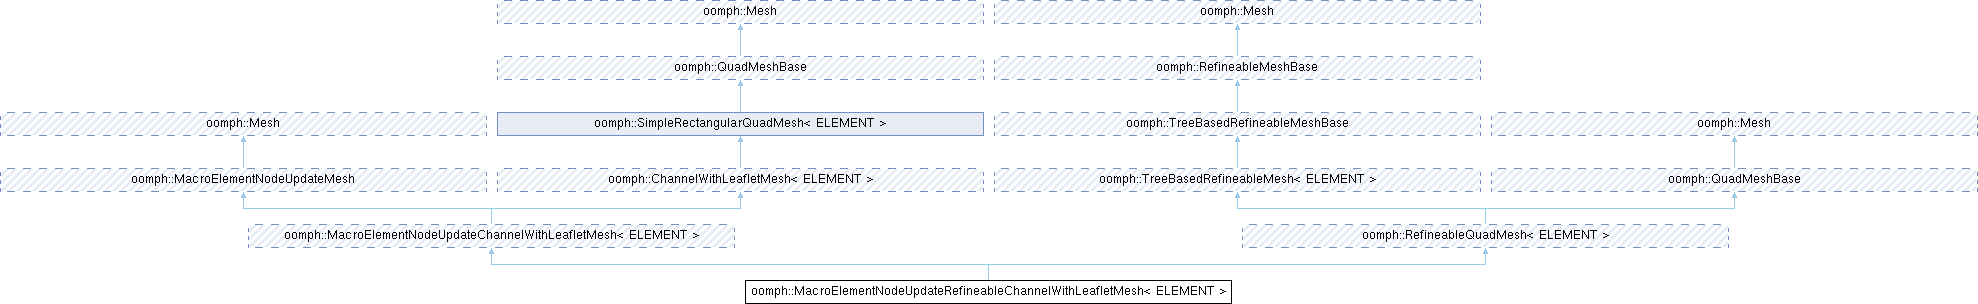 oomph::Mesh
oomph::Mesh
oomph::QuadMeshBase
oomph::RefineableMeshBase
oomph::Mesh
oomph::SimpleRectangularQuadMesh< ELEMENT >
oomph::TreeBasedRefineableMeshBase
oomph::Mesh
oomph::MacroElementNodeUpdateMesh
oomph::ChannelWithLeafletMesh< ELEMENT >
oomph::TreeBasedRefineableMesh< ELEMENT >
oomph::QuadMeshBase
oomph::MacroElementNodeUpdateChannelWithLeafletMesh< ELEMENT >
oomph::RefineableQuadMesh< ELEMENT >
oomph::MacroElementNodeUpdateRefineableChannelWithLeafletMesh< ELEMENT >